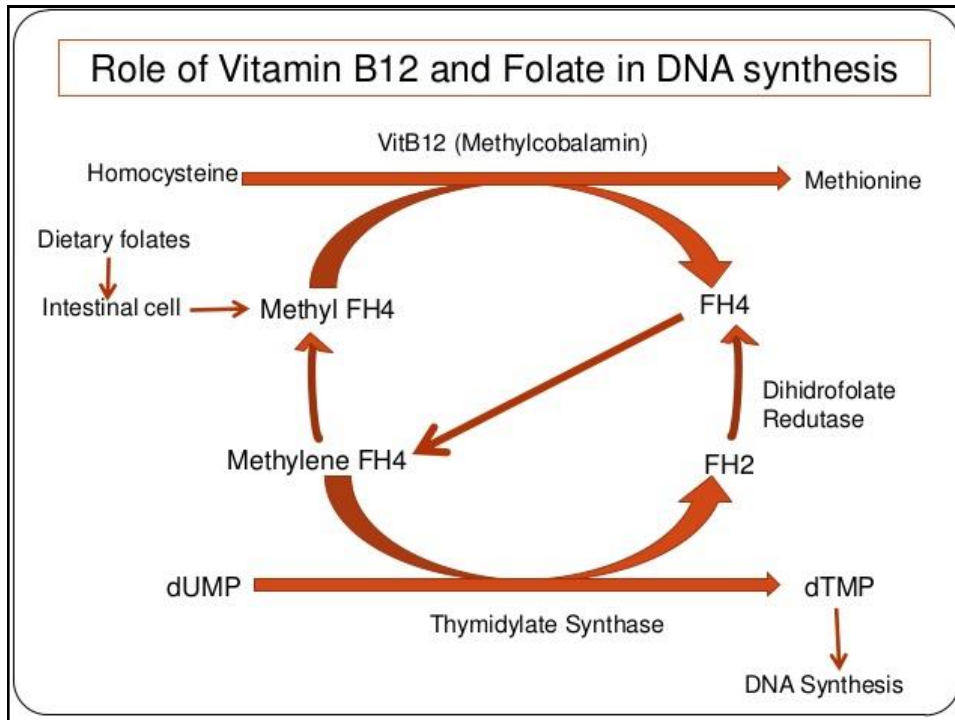 Role of Vitamin B12 and Folate in DNA synthesis
VitB12 (Methylcobalamin)
Homocysteine
Methionine
Dietary folates
Intestinal cell
Methyl FH4
FH4
Dihidrofolate
Redutase
Methylene FH4
FH2
dUMP
dTMP
Thymidylate Synthase
DNA Synthesis